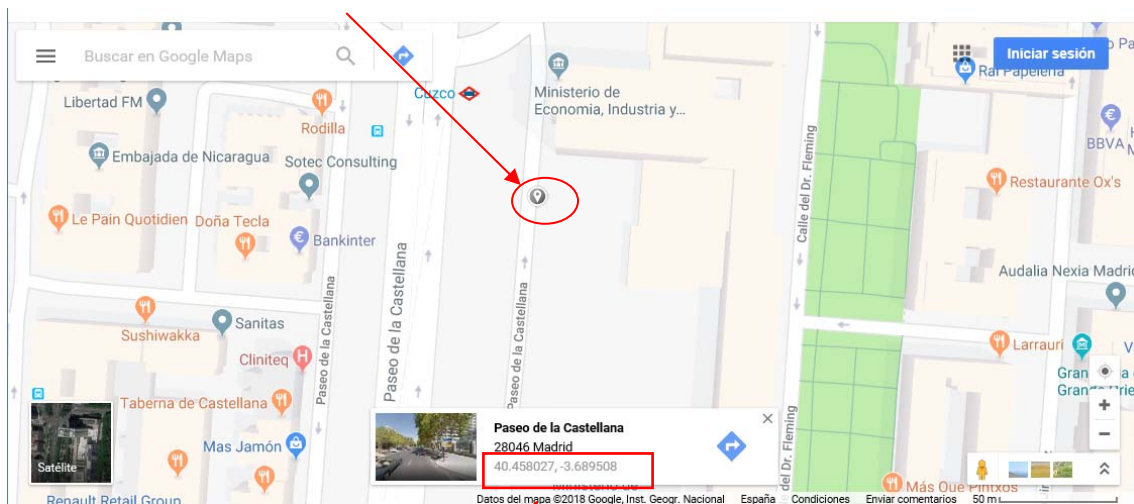 Buscar en Google Maps
Iniciar sesión
Rai Papelería
Libertad FM
Cuzco
Ministerio de
Economia, Industria y...
Rodilla
BBVA
Embajada de Nicaragua
Sotec Consulting
Calle del Dr. Fleming
Restaurante Ox's
Le Pain Quotidien
Doña Tecla
Bankinter
Paseo de la Castellana
Paseo de la Castellana
Paseo de la Castellana
Audalia Nexia Madrid
Sanitas
Sushiwakka
Cliniteq
Larrauri
Taberna de Castellana
Paseo de la Castellana
28046 Madrid
40.458027, -3.689508
Mas Jamón
Satélite
del Dr. Fleming
Más Que Pintxos
Renault Retail Group
Datos del mapa ©2018 Google, Inst. Geogr. Nacional
España
Condiciones
Enviar comentarios
50 m